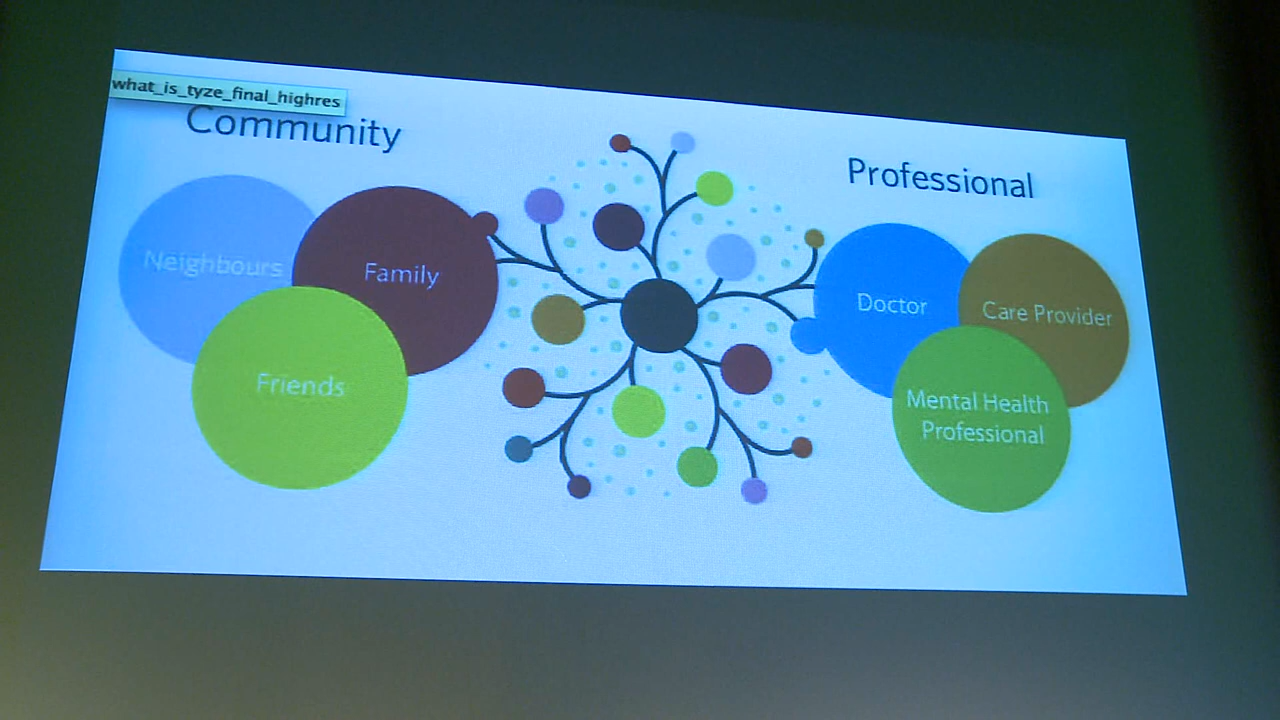 what_is_tyze_final_highres
Community
Professional
Neighbours
Family
Friends
Doctor
Care Provider
Mental Health
Professional